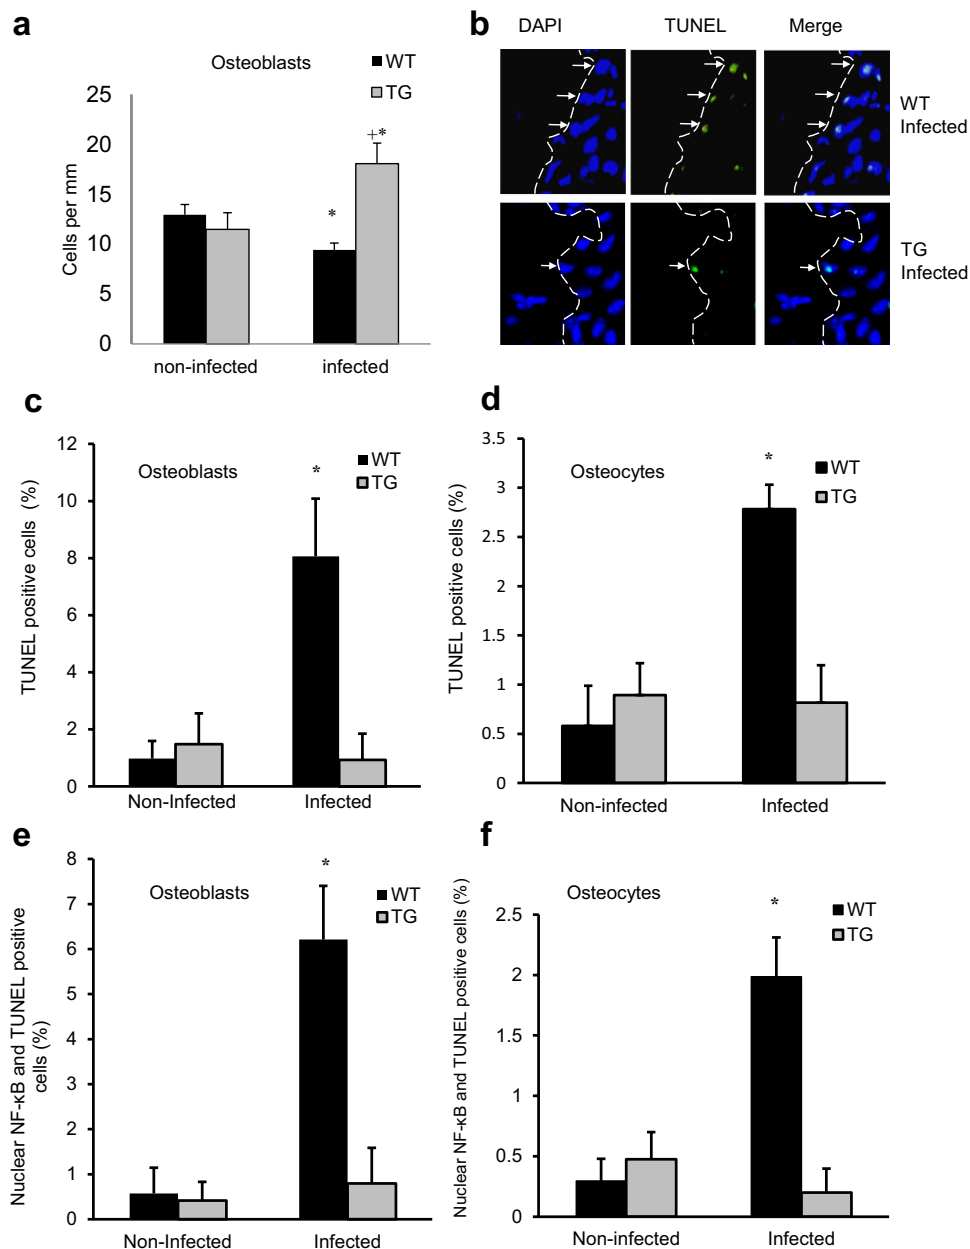 a
Osteoblasts
WT
TG
Cells per mm
25
20
15
10
5
0
*
+*
non-infected
infected
b
DAPI
TUNEL
Merge
WT
Infected
TG
Infected
c
Osteoblasts
WT
TG
TUNEL positive cells (%)
12
10
8
6
4
2
0
*
Non-Infected
Infected
d
Osteocytes
WT
TG
TUNEL positive cells (%)
3.5
3
2.5
2
1.5
1
0.5
0
*
Non-infected
Infected
e
Osteoblasts
WT
TG
Nuclear NF-κB and TUNEL positive
cells (%)
8
7
6
5
4
3
2
1
0
*
Non-Infected
Infected
f
Osteocytes
WT
TG
Nuclear NF-κB and TUNEL positive cells (%)
2.5
2
1.5
1
0.5
0
*
Non-infected
Infected